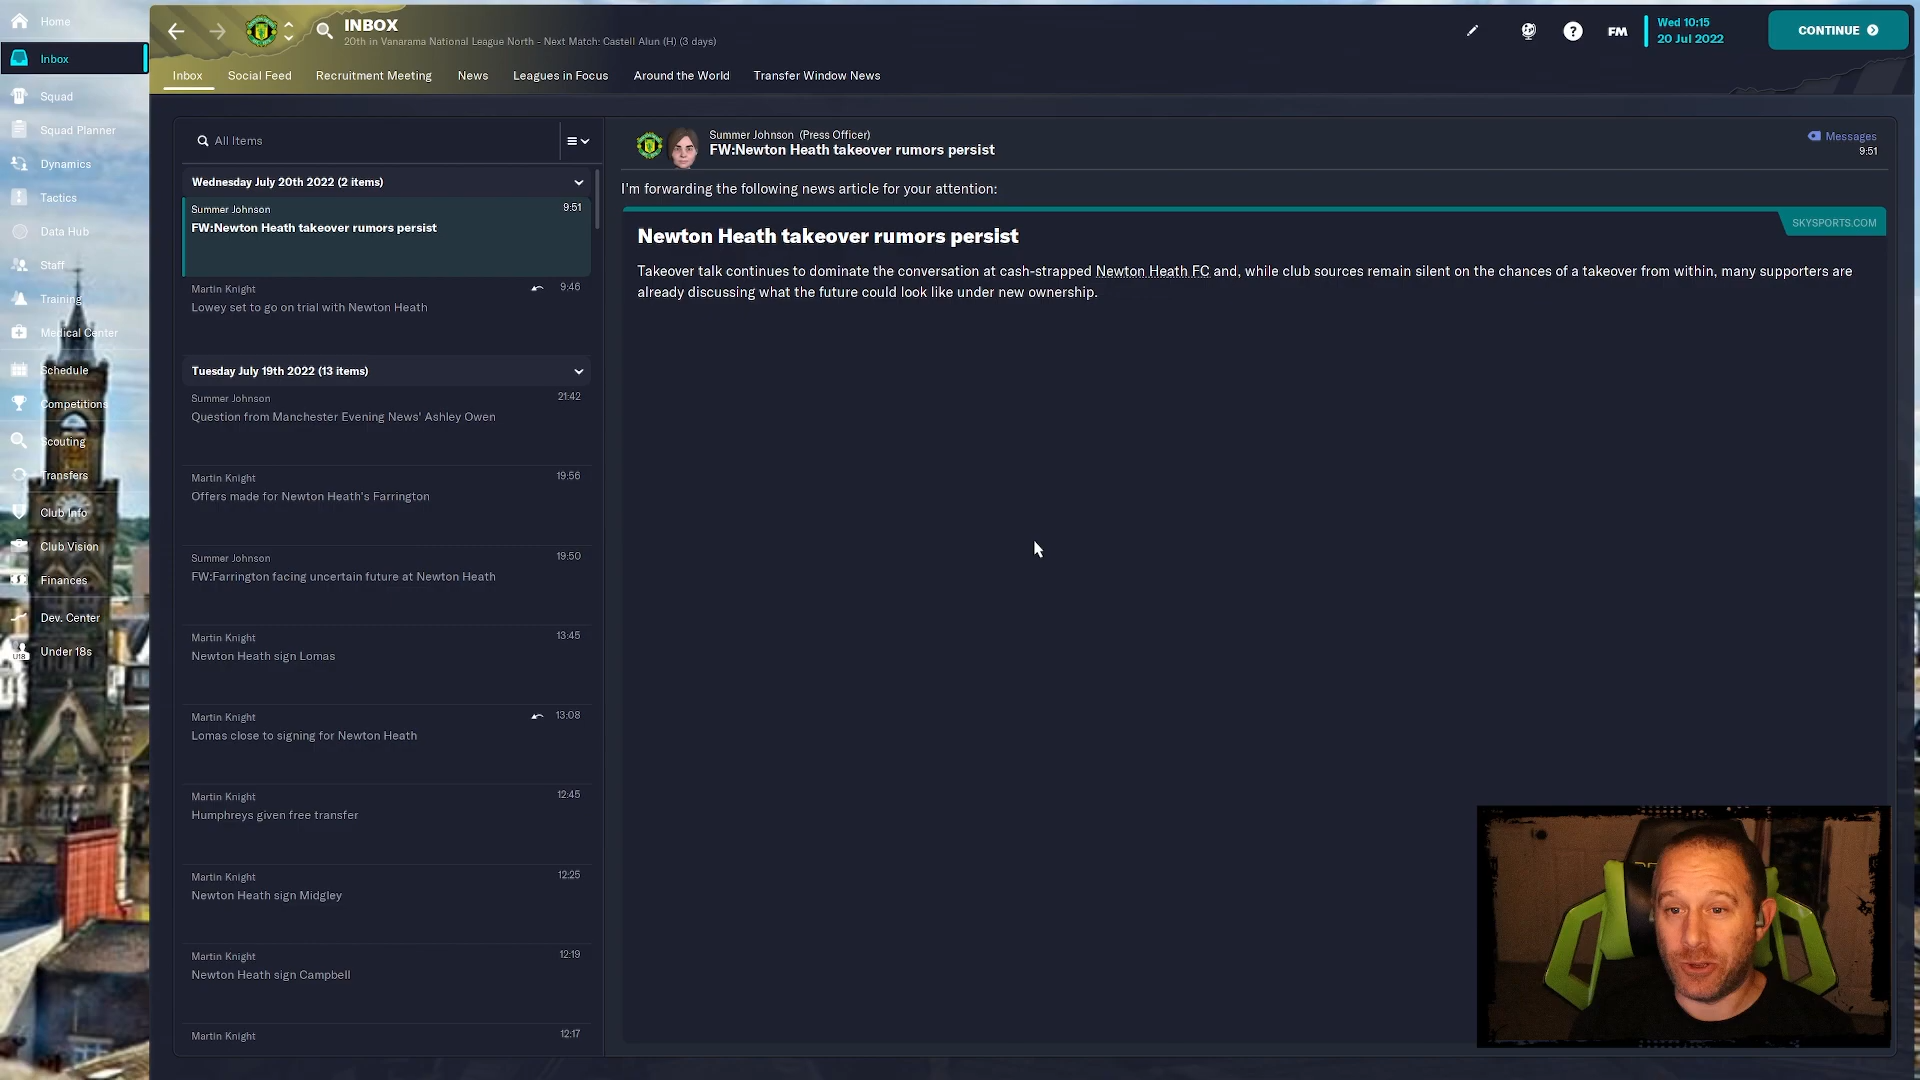 Home
Inbox
Squad
Squad Planner
Dynamics
Tactics
Data Hub
Staff
Training
Medical Center
Schedule
Competitions
Scouting
Transfers
Club Info
Club Vision
Finances
Dev. Center
U18
Under 18s
INBOX
20th in Vanarama National League North - Next Match: Castell Alun (H) (3 days)
FM
Wed 10:15
20 Jul 2022
CONTINUE
Inbox
Social Feed
Recruitment Meeting
News
Leagues in Focus
Around the World
Transfer Window News
All Items
Wednesday July 20th 2022 (2 items)
Summer Johnson
9:51
FW:Newton Heath takeover rumors persist
Martin Knight
9:46
Lowey set to go on trial with Newton Heath
Tuesday July 19th 2022 (13 items)
Summer Johnson
21:42
Question from Manchester Evening News' Ashley Owen
Martin Knight
19:56
Offers made for Newton Heath's Farrington
Summer Johnson
19:50
FW:Farrington facing uncertain future at Newton Heath
Martin Knight
13:45
Newton Heath sign Lomas
Martin Knight
13:08
Lomas close to signing for Newton Heath
Martin Knight
12:45
Humphreys given free transfer
Martin Knight
12:25
Newton Heath sign Midgley
Martin Knight
12:19
Newton Heath sign Campbell
Martin Knight
12:17
Summer Johnson (Press Officer)
FW:Newton Heath takeover rumors persist
Messages
9:51
I'm forwarding the following news article for your attention:
SKYSPORTS.COM
Newton Heath takeover rumors persist
Takeover talk continues to dominate the conversation at cash-strapped Newton Heath FC and, while club sources remain silent on the chances of a takeover from within, many supporters are
already discussing what the future could look like under new ownership.